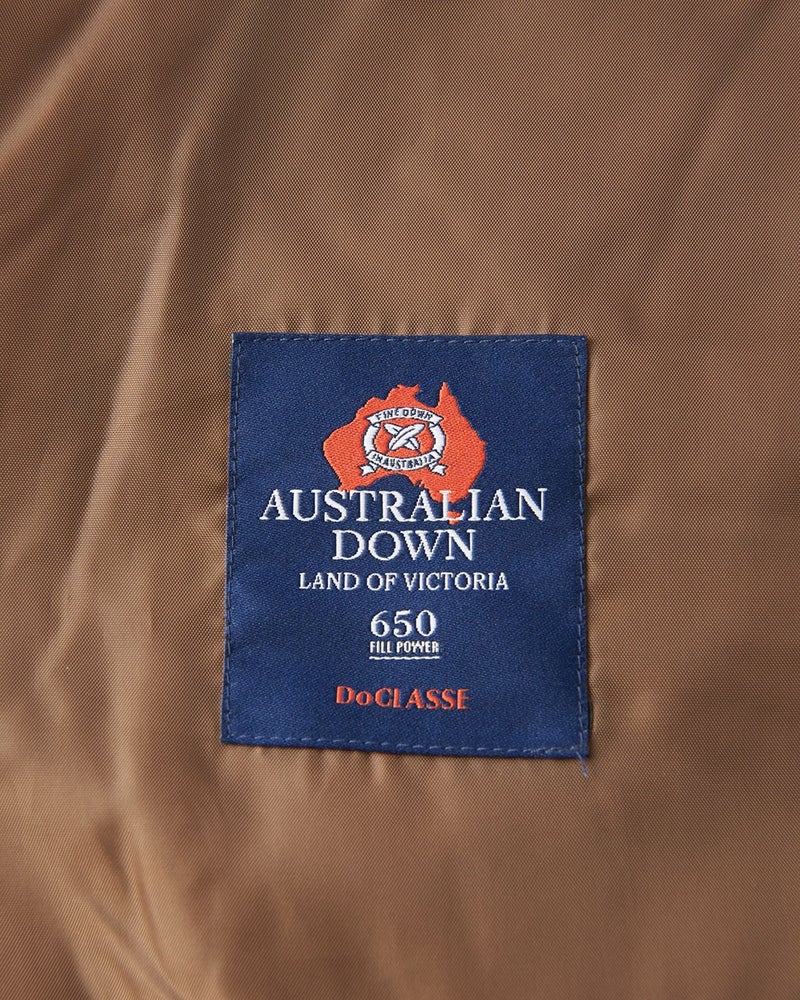 FINE DOWN
IN AUSTRALIA
AUSTRALIAN
DOWN
LAND OF VICTORIA
650
FILL POWER
DoCLASSE